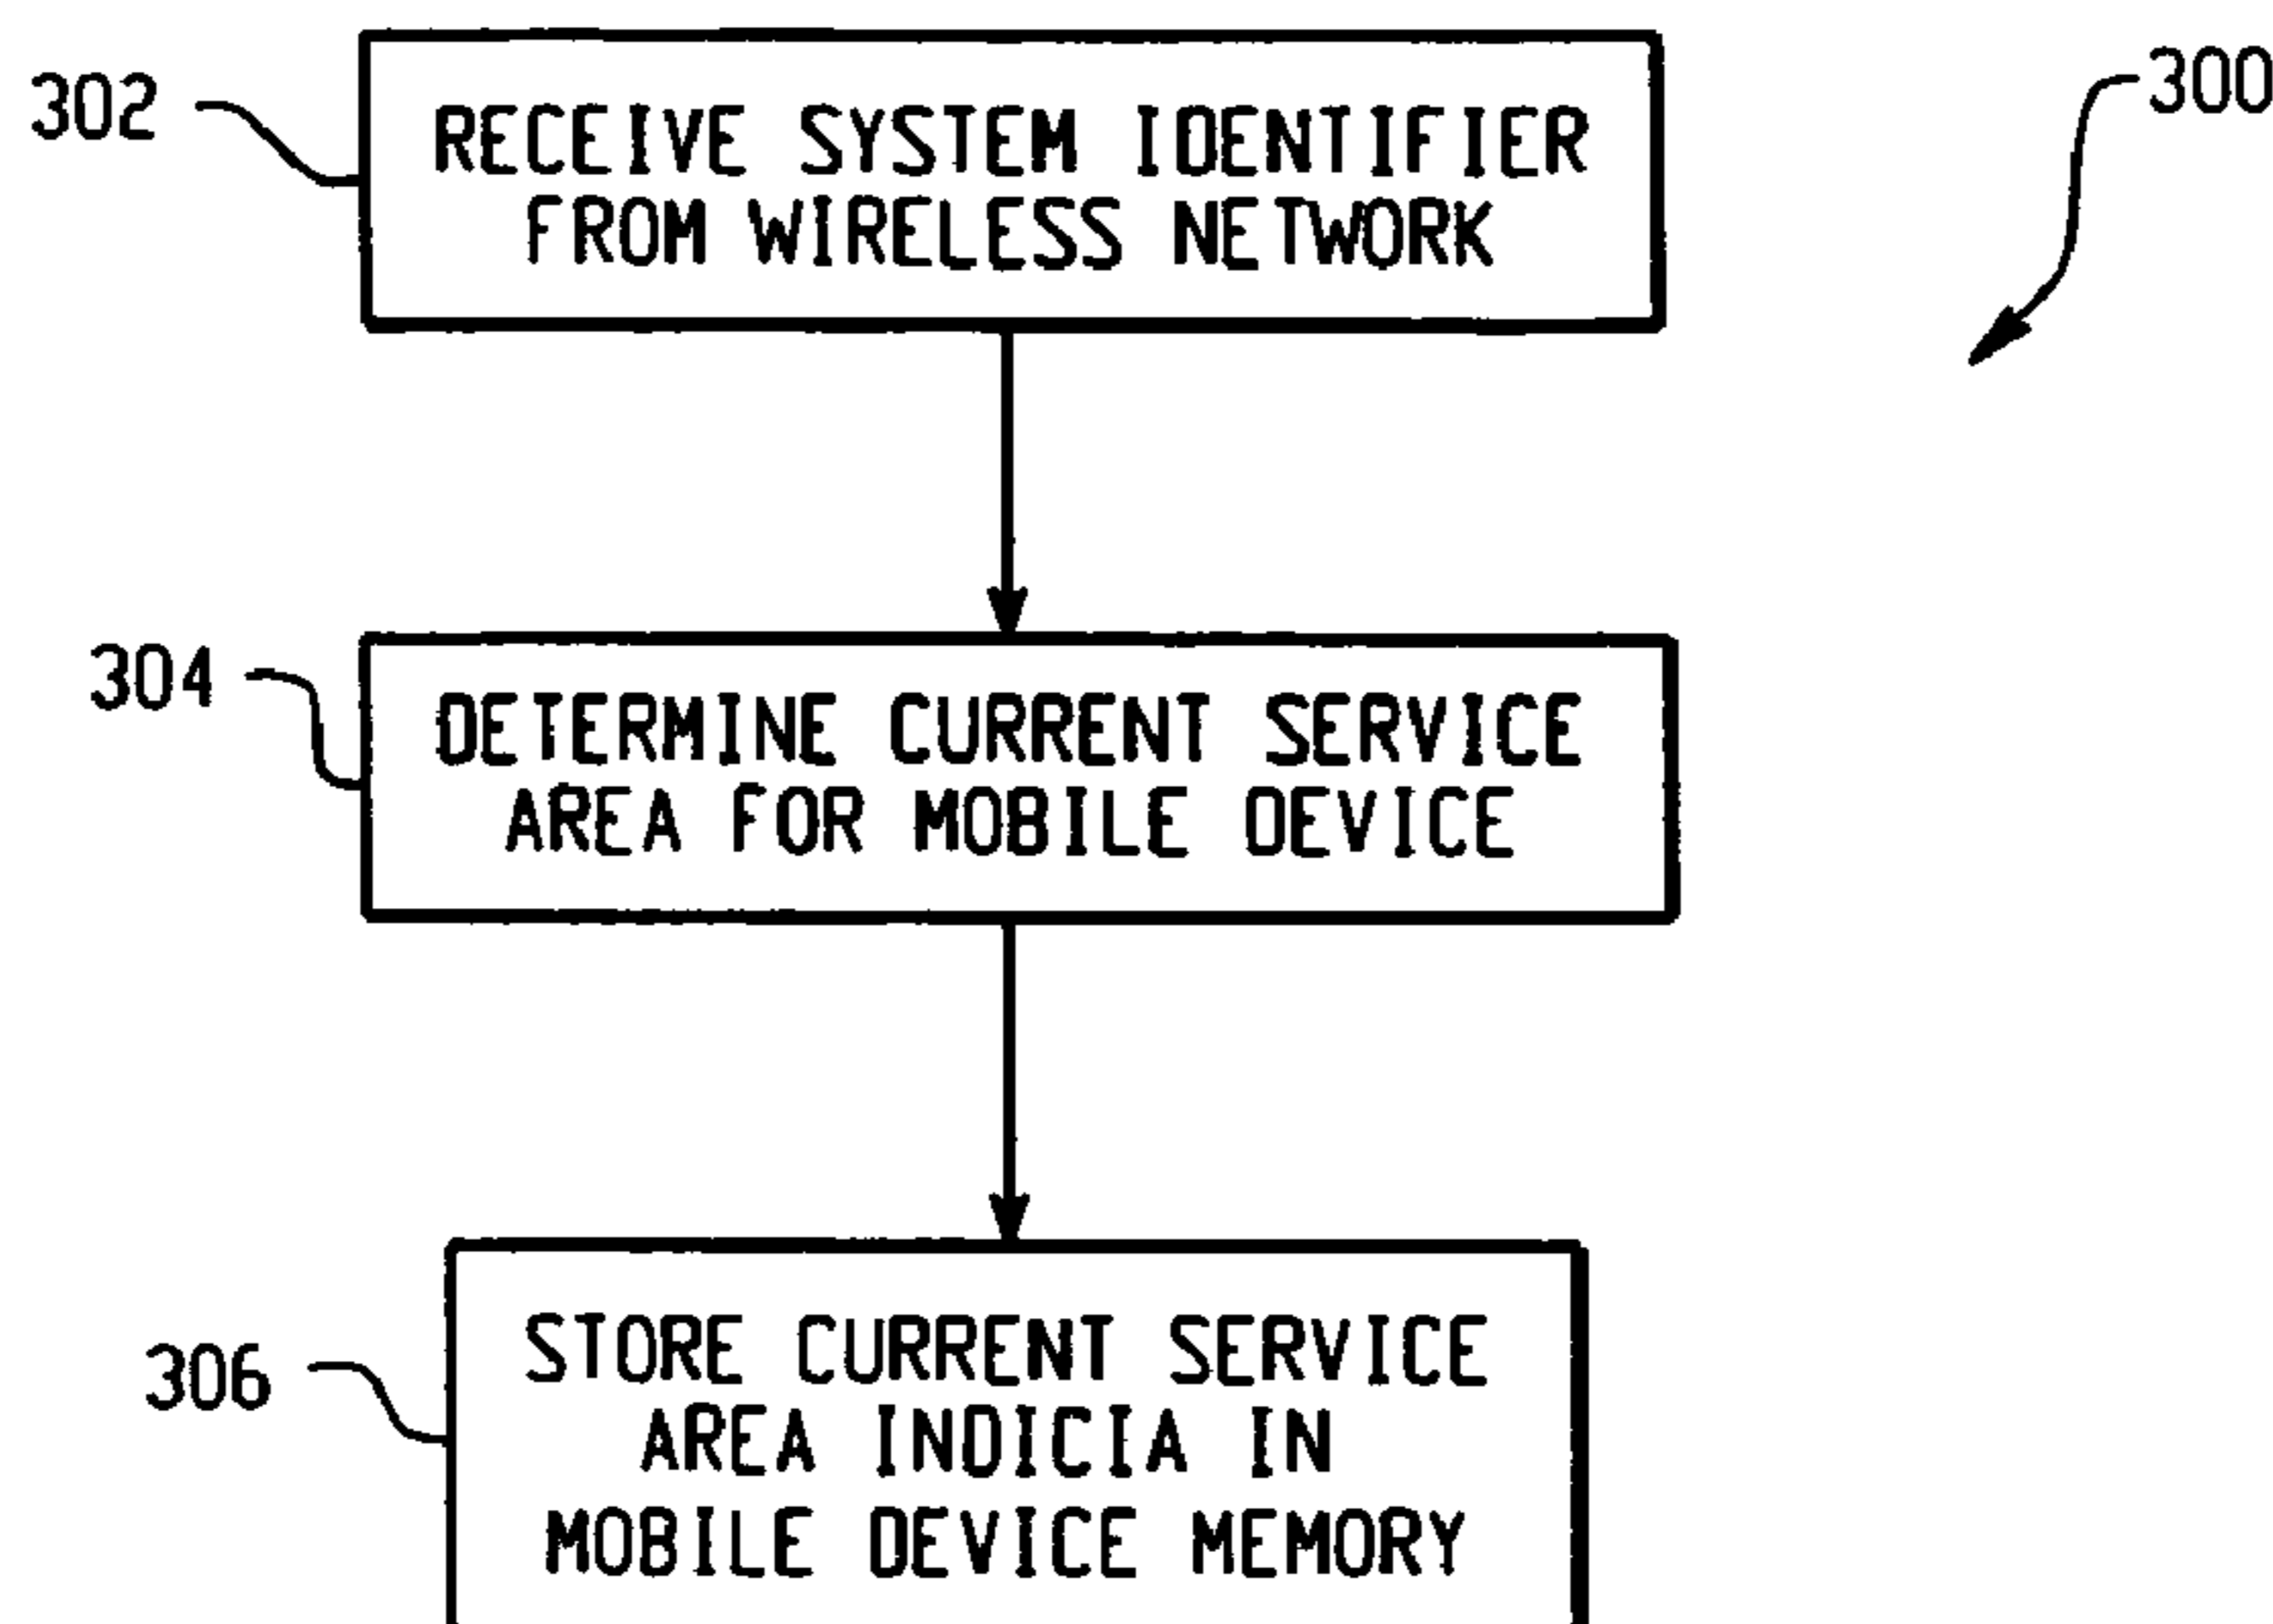 302
RECEIVE SYSTEM IDENTIFIER
FROM WIRELESS NETWORK
300
304
DETERMINE CURRENT SERVICE
AREA FOR MOBILE DEVICE
306
STORE CURRENT SERVICE
AREA INDICIA IN
MOBILE DEVICE MEMORY